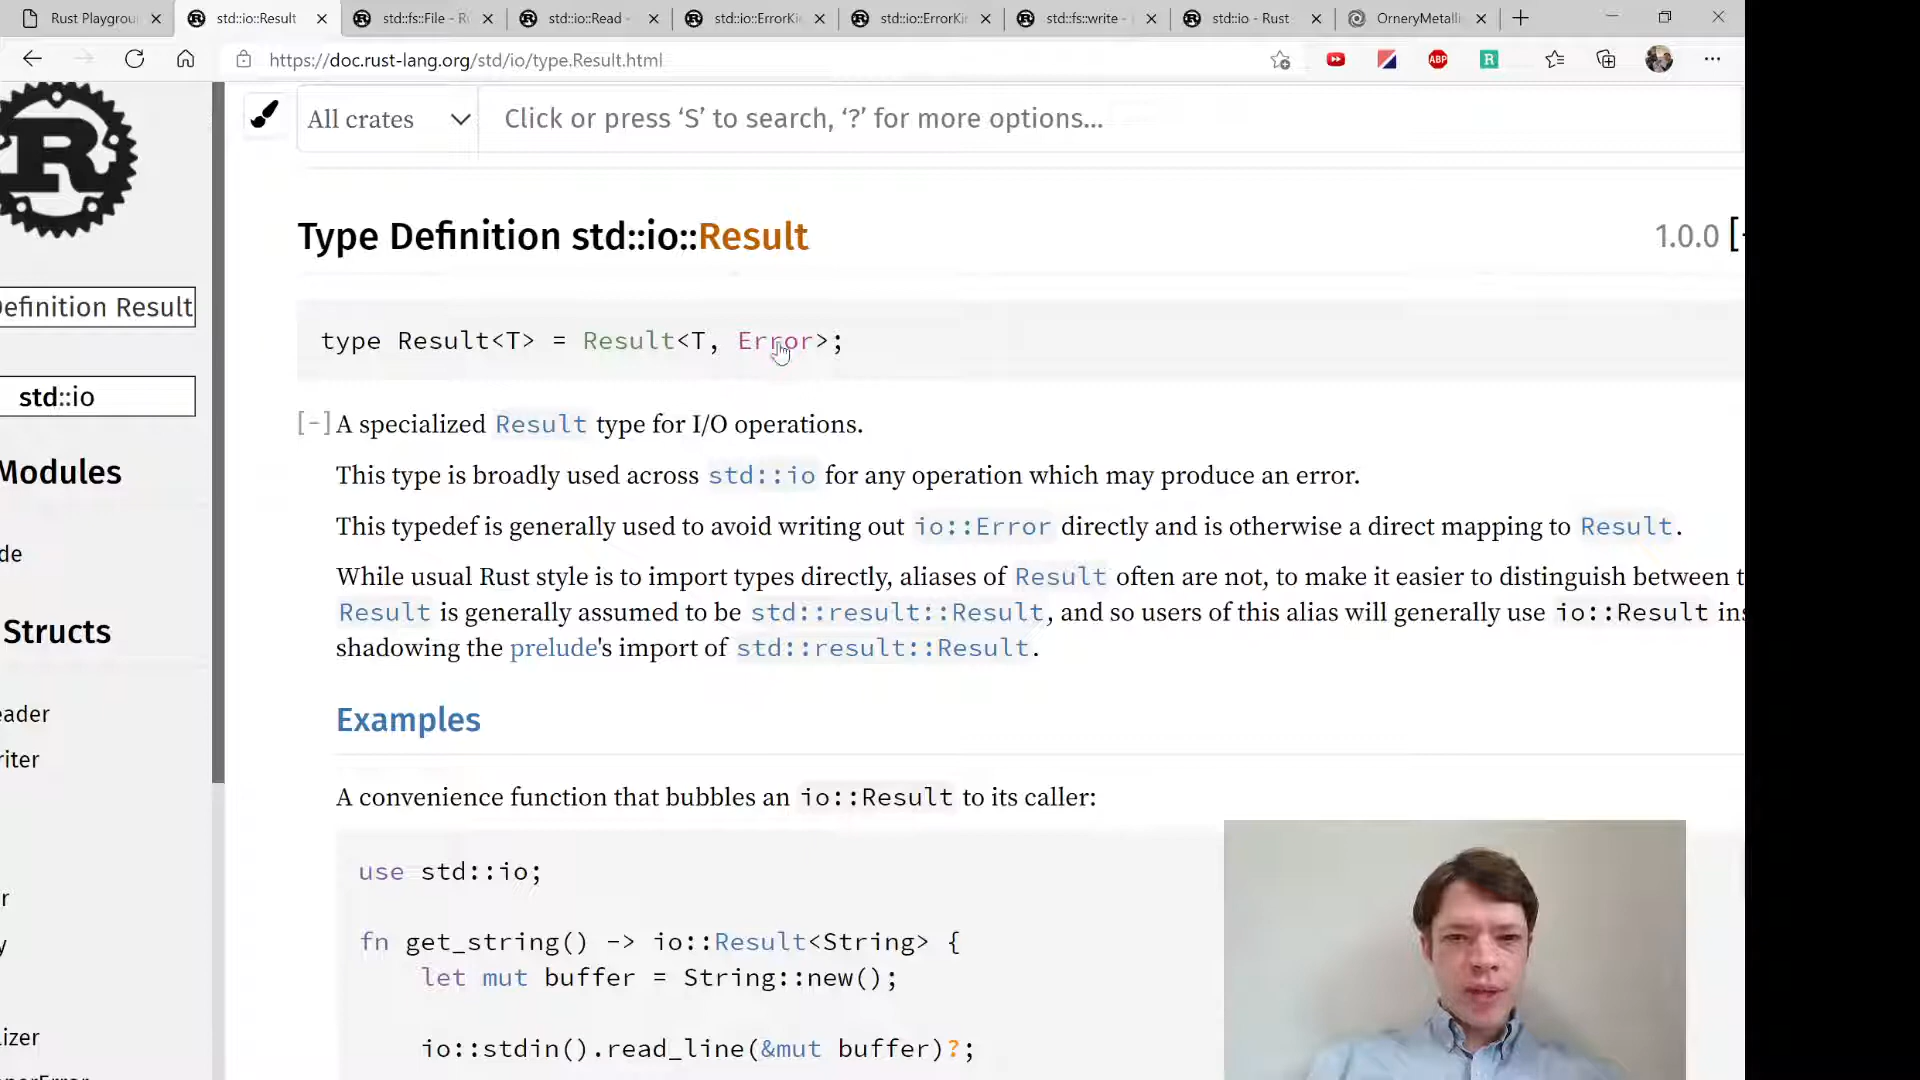 Rust Playgroun
std::io::Result
std::fs::File - R
std::io::Read -
std::io::ErrorKi
std::io::ErrorKi
std::fs::write -
std::io - Rust
OrneryMetalli
https://doc.rust-lang.org/std/io/type.Result.html
ABP
R
R
All crates
Click or press ‘S’ to search, ‘?’ for more options…
Type Definition std::io::Result
1.0.0 [-
efinition Result
type Result<T> = Result<T, Error>;
std::io
[-] A specialized Result type for I/O operations.
Modules
This type is broadly used across std::io for any operation which may produce an error.
This typedef is generally used to avoid writing out io::Error directly and is otherwise a direct mapping to Result.
de
While usual Rust style is to import types directly, aliases of Result often are not, to make it easier to distinguish between t
Result is generally assumed to be std::result::Result, and so users of this alias will generally use io::Result ins
Structs
shadowing the prelude's import of std::result::Result.
eader
Examples
riter
A convenience function that bubbles an io::Result to its caller:
use std::io;
r
y
fn get_string() -> io::Result<String> {
let mut buffer = String::new();
lizer
io::stdin().read_line(&mut buffer)?;